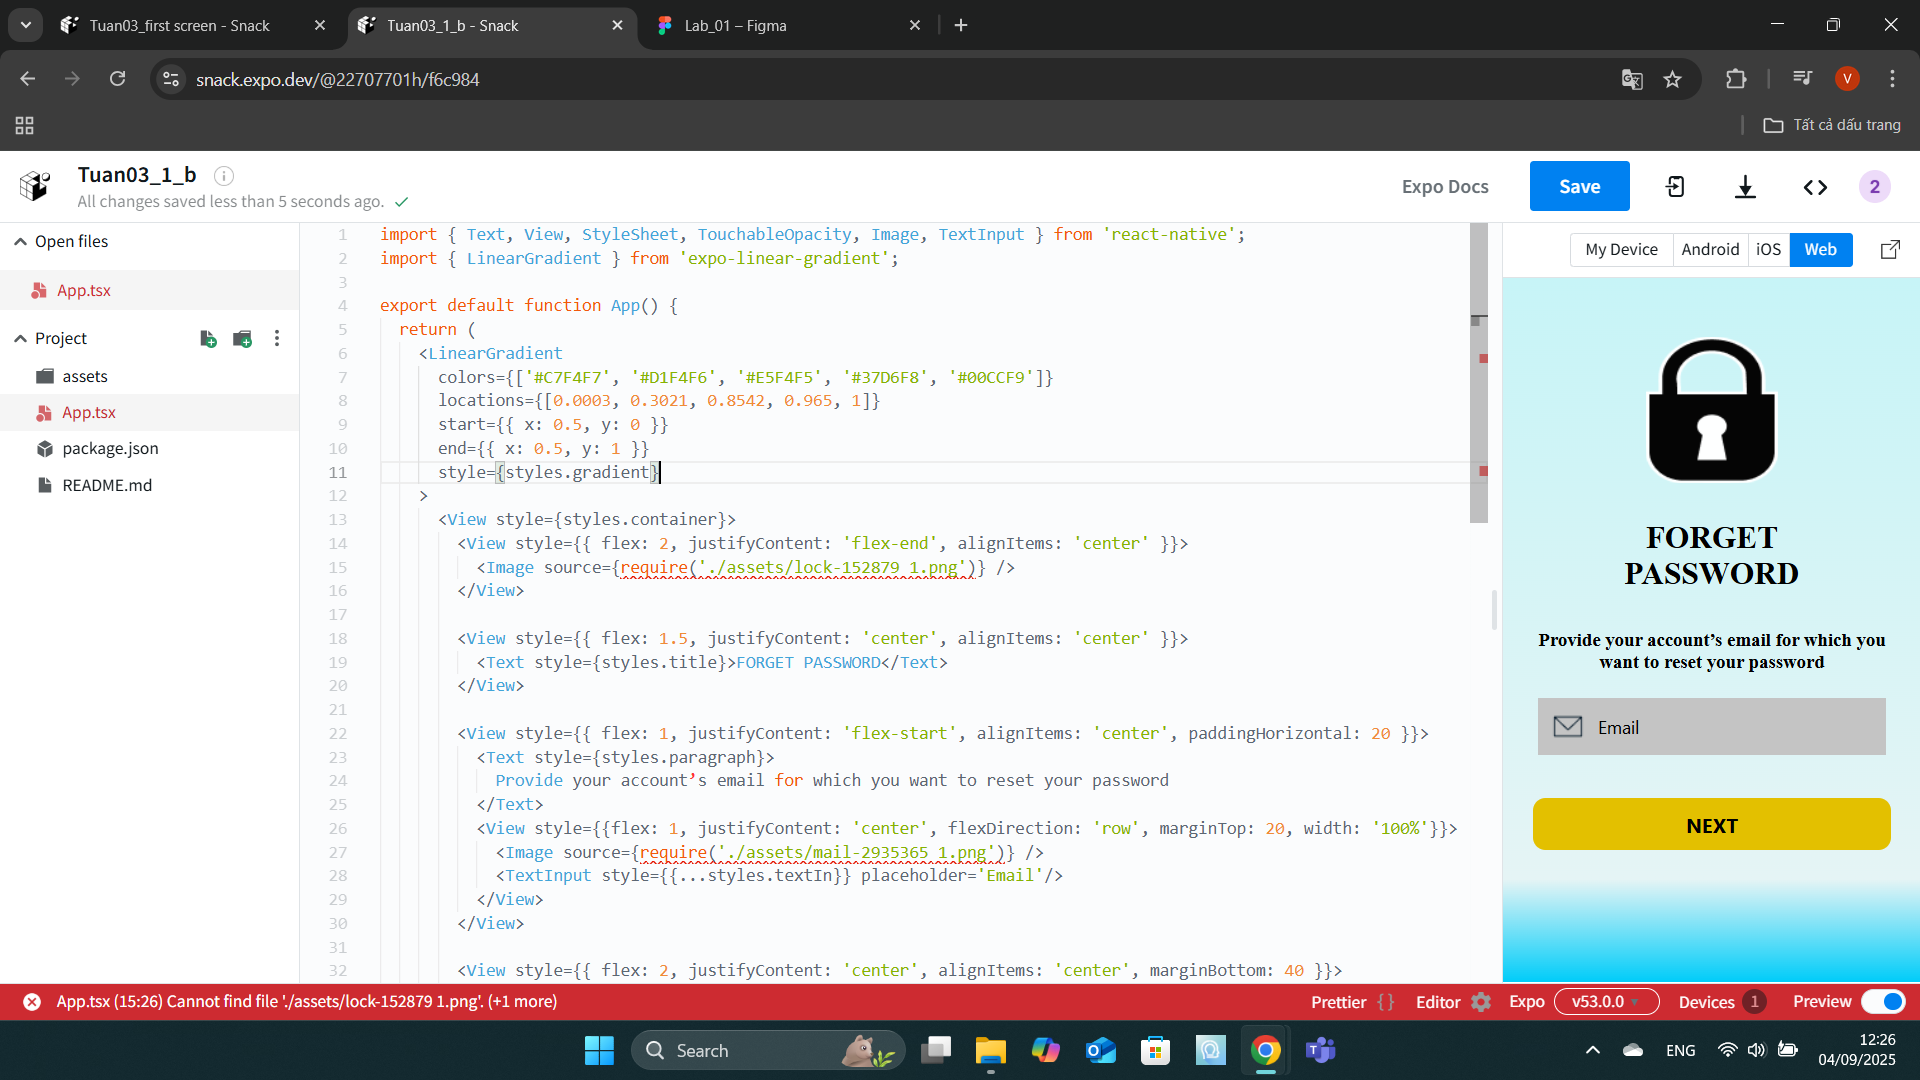 Tuan03_first screen - Snack
Tuan03_1_b - Snack
Lab_01 – Figma
snack.expo.dev/@22707701h/f6c984
V
Tất cả dấu trang
Tuan03_1_b
All changes saved less than 5 seconds ago.
Expo Docs
Save
2
Open files
App.tsx
Project
assets
App.tsx
package.json
README.md
1 import { Text, View, StyleSheet, TouchableOpacity, Image, TextInput } from 'react-native';
2 import { LinearGradient } from 'expo-linear-gradient';
3
4 export default function App() {
5 return (
6 <LinearGradient
7 colors={['#C7F4F7', '#D1F4F6', '#E5F4F5', '#37D6F8', '#00CCF9']}
8 locations={[0.0003, 0.3021, 0.8542, 0.965, 1]}
9 start={{ x: 0.5, y: 0 }}
10 end={{ x: 0.5, y: 1 }}
11 style={styles.gradient}
12 >
13 <View style={styles.container}>
14 <View style={{ flex: 2, justifyContent: 'flex-end', alignItems: 'center' }}>
15 <Image source={require('./assets/lock-152879 1.png')} />
16 </View>
17
18 <View style={{ flex: 1.5, justifyContent: 'center', alignItems: 'center' }}>
19 <Text style={styles.title}>FORGET PASSWORD</Text>
20 </View>
21
22 <View style={{ flex: 1, justifyContent: 'flex-start', alignItems: 'center', paddingHorizontal: 20 }}>
23 <Text style={styles.paragraph}>
24 Provide your account’s email for which you want to reset your password
25 </Text>
26 <View style={{flex: 1, justifyContent: 'center', flexDirection: 'row', marginTop: 20, width: '100%'}}>
27 <Image source={require('./assets/mail-2935365 1.png')} />
28 <TextInput style={{...styles.textIn}} placeholder='Email'/>
29 </View>
30 </View>
31
32 <View style={{ flex: 2, justifyContent: 'center', alignItems: 'center', marginBottom: 40 }}>
My Device
Android
iOS
Web
FORGET
PASSWORD
Provide your account’s email for which you
want to reset your password
Email
NEXT
App.tsx (15:26) Cannot find file './assets/lock-152879 1.png'. (+1 more)
Prettier { }
Editor
Expo
v53.0.0
Devices
1
Preview
Search
ENG
12:26
04/09/2025